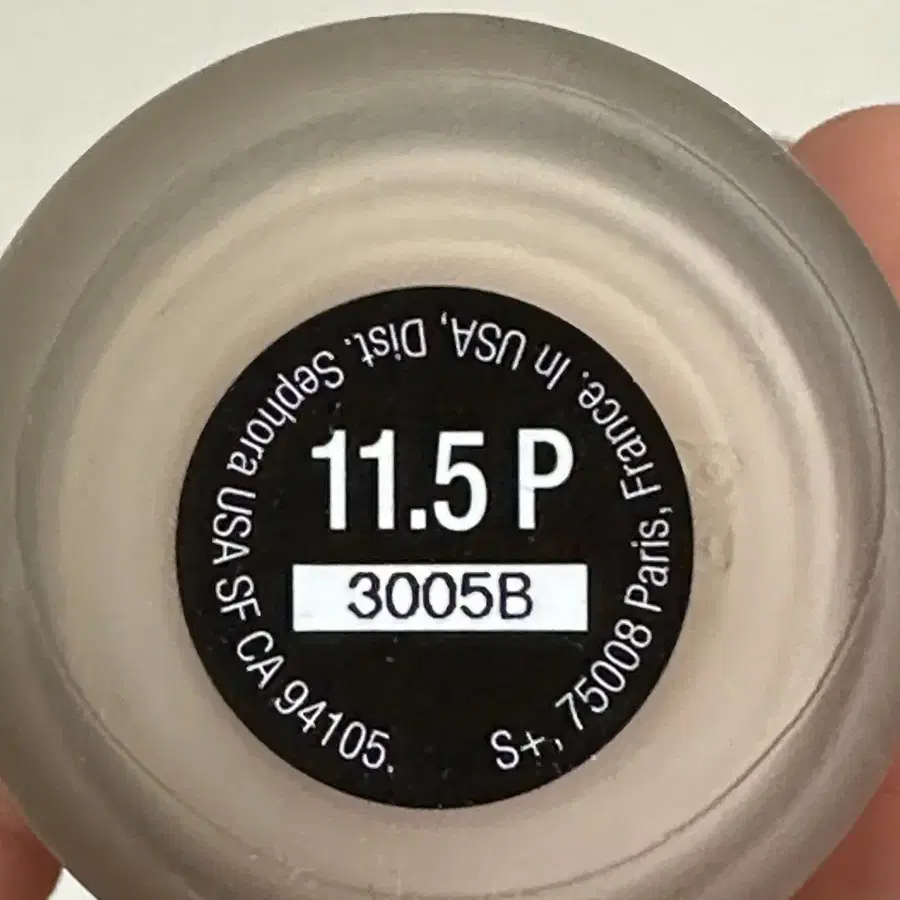 11.5 P
3005B
S+, 75008 Paris, France. In USA, Dist. Sephora USA SF CA 94105.